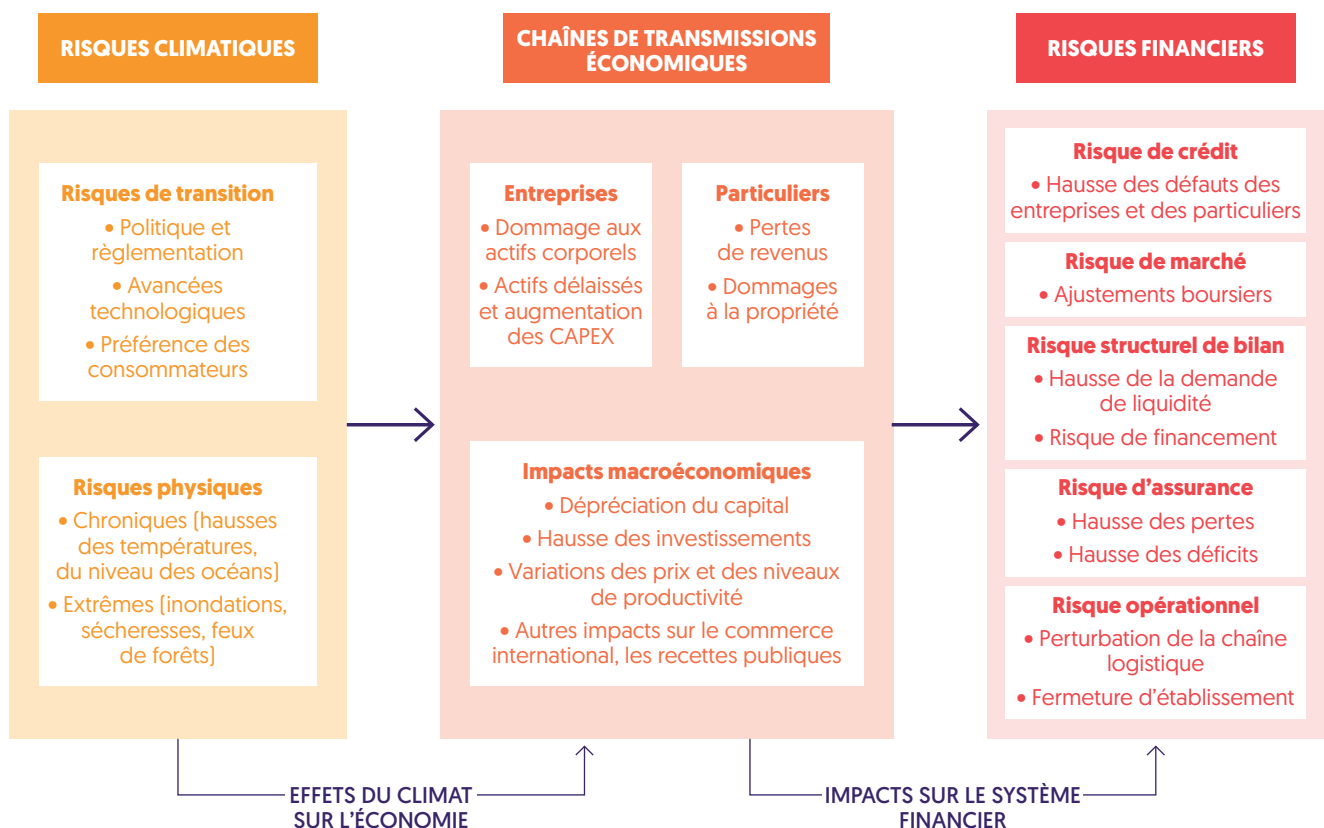 RISQUES CLIMATIQUES
Risques de transition
• Politique et
règlementation
• Avancées
technologiques
• Préférence des
consommateurs
Risques physiques
• Chroniques (hausses
des températures,
du niveau des océans)
• Extrêmes (inondations,
sécheresses, feux
de forêts)
CHAÎNES DE TRANSMISSIONS
ÉCONOMIQUES
Entreprises
• Dommage aux
actifs corporels
• Actifs délaissés
et augmentation
des CAPEX
Particuliers
• Pertes
de revenus
• Dommages
à la propriété
Impacts macroéconomiques
• Dépréciation du capital
• Hausse des investissements
• Variations des prix et des niveaux
de productivité
• Autres impacts sur le commerce
international, les recettes publiques
RISQUES FINANCIERS
Risque de crédit
• Hausse des défauts des
entreprises et des particuliers
Risque de marché
• Ajustements boursiers
Risque structurel de bilan
• Hausse de la demande
de liquidité
• Risque de financement
Risque d’assurance
• Hausse des pertes
• Hausse des déficits
Risque opérationnel
• Perturbation de la chaîne
logistique
• Fermeture d’établissement
EFFETS DU CLIMAT
SUR L’ÉCONOMIE
IMPACTS SUR LE SYSTÈME
FINANCIER